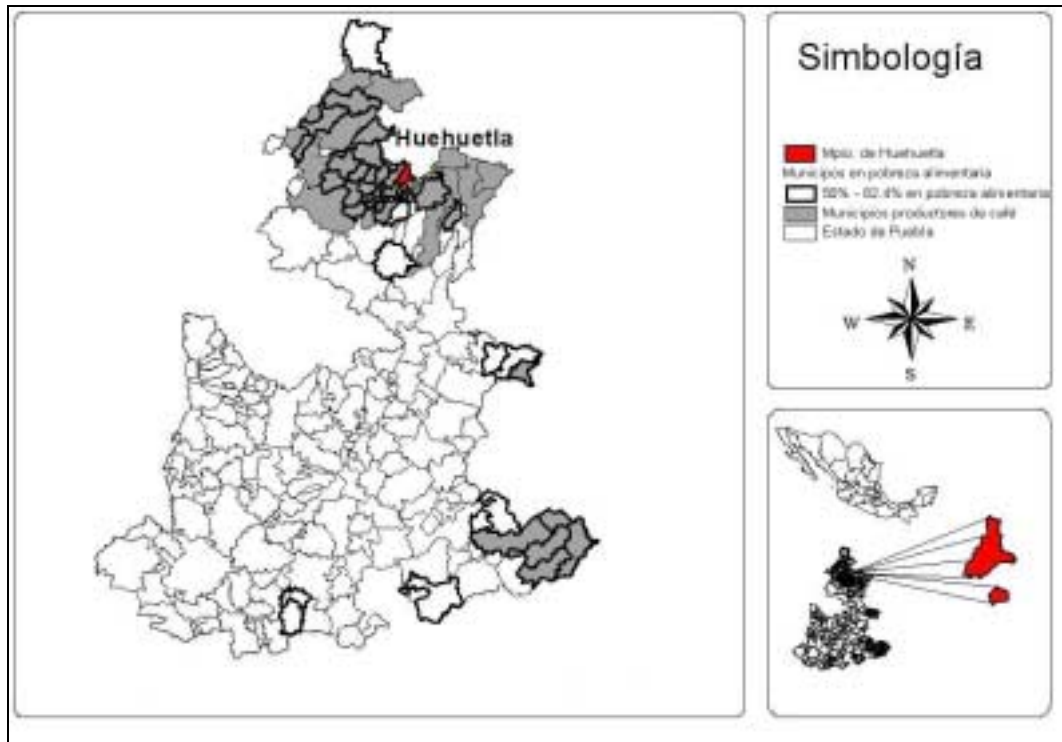 Huehuetla
Simbología
Mpio. de Huehuetla
Municipios en pobreza alimentaria
en pobreza alimentaria
Municipios productores de café
Estado de Puebla
N
W
E
S